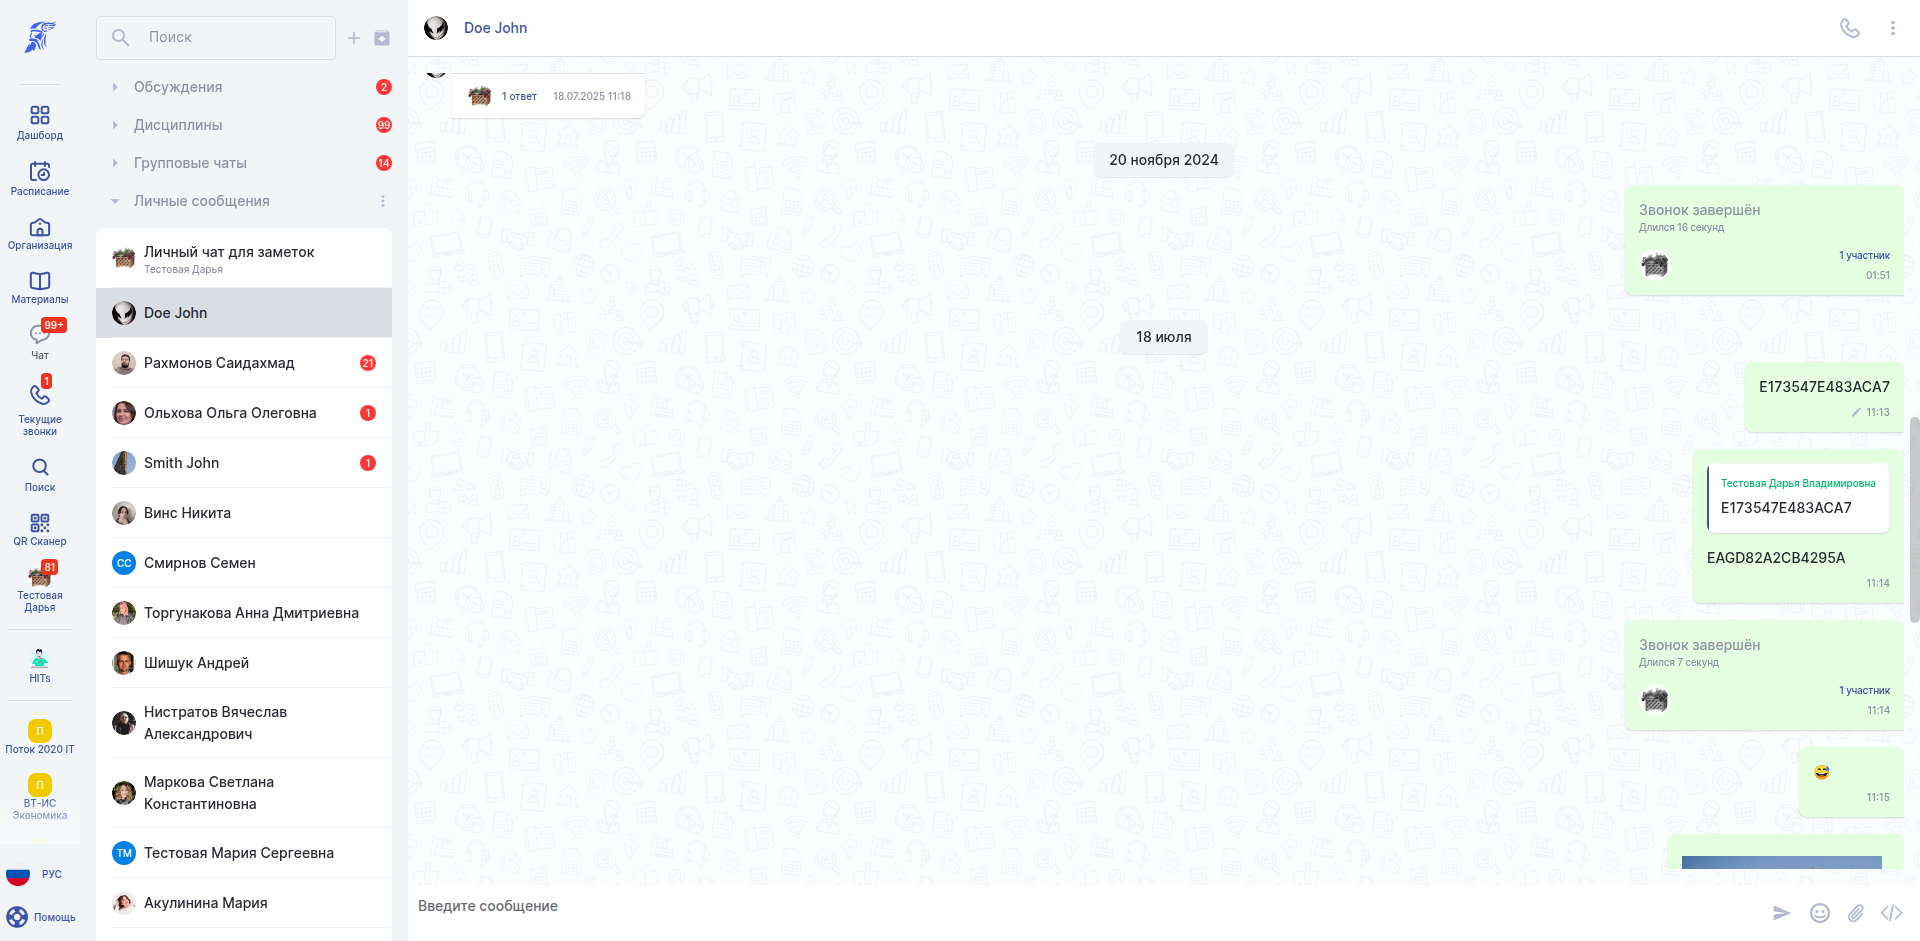 Дашборд
Расписание
Организация
Материалы
99+
Чат
1
Текущие
звонки
Поиск
QR Сканер
81
Тестовая
Дарья
HITs
П
Поток 2020 IT
П
ВТ-ИС
Экономика
РУС
Помощь
Поиск
Обсуждения
2
Дисциплины
99
Групповые чаты
14
Личные сообщения
Личный чат для заметок
Тестовая Дарья
Doe John
Рахмонов Саидахмад
21
Ольхова Ольга Олеговна
1
Smith John
1
Винс Никита
СС
Смирнов Семен
Торгунакова Анна Дмитриевна
Шишук Андрей
Нистратов Вячеслав
Александрович
Маркова Светлана
Константиновна
ТМ
Тестовая Мария Сергеевна
Акулинина Мария
Doe John
1 ответ 18.07.2025 11:18
20 ноября 2024
Звонок завершён
Длился 16 секунд
1 участник
01:51
18 июля
E173547E483ACA7
11:13
Тестовая Дарья Владимировна
E173547E483ACA7
EAGD82A2CB4295A
11:14
Звонок завершён
Длился 7 секунд
1 участник
11:14
😅
11:15
Введите сообщение